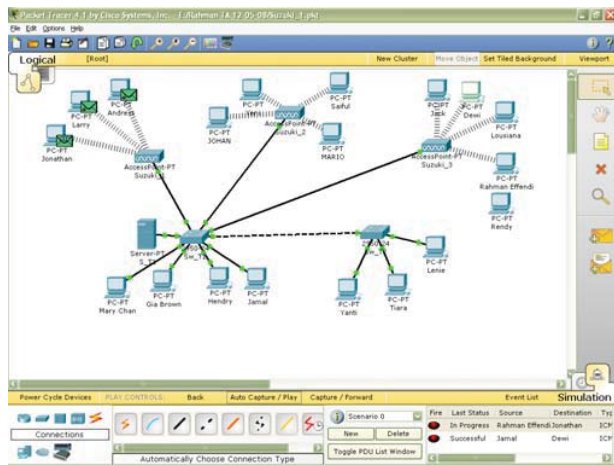 Packet Tracer 4.1 by Cisco Systems, Inc.
File Edit Options Help
Logical [Root] New Cluster Move Object Set Tiled Background Viewport
PC-PT
Andreas
PC-PT
Larry
PC-PT
Jonathan
AccessPoint-PT
PC-PT
PC-PT
Saiful
PC-PT
JOHAN
AccessPoint-PT
Suzuki_2
PC-PT
MARIO
PC-PT
Jack
PC-PT
Dewi
PC-PT
Lousiana
AccessPoint-PT
Suzuki_3
PC-PT
Rahman Effendi
PC-PT
Rendy
Server-PT
PC-PT
Mary Chan
PC-PT
Gia Brown
PC-PT
Hendry
PC-PT
Jamal
PC-PT
Lenie
PC-PT
Yanti
PC-PT
Tiara
Power Cycle Devices PLAY CONTROLS: Back Auto Capture / Play Capture / Forward Event List Simulation
Connections
Automatically Choose Connection Type
Scenario 0
New Delete
Toggle PDU List Window
Fire Last Status Source Destination
In Progress Rahman Effendi Jonathan
Successful Jamal Dewi